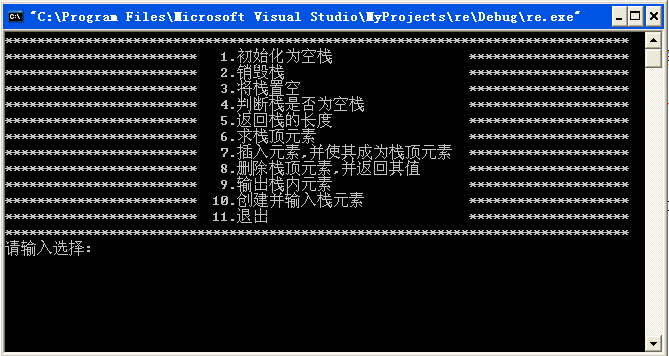 "C:\Program Files\Microsoft Visual Studio\MyProjects\re\Debug\re.exe"
******************************************************************************
************************ 1.初始化为空栈 ********************
************************ 2.销毁栈 ********************
************************ 3.将栈置空 ********************
************************ 4.判断栈是否为空栈 ********************
************************ 5.返回栈的长度 ********************
************************ 6.求栈顶元素 ********************
************************ 7.插入元素,并使其成为栈顶元素 ********************
************************ 8.删除栈顶元素,并返回其值 ********************
************************ 9.输出栈内元素 ********************
************************ 10.创建并输入栈元素 ********************
************************ 11.退出 ********************
******************************************************************************
请输入选择: